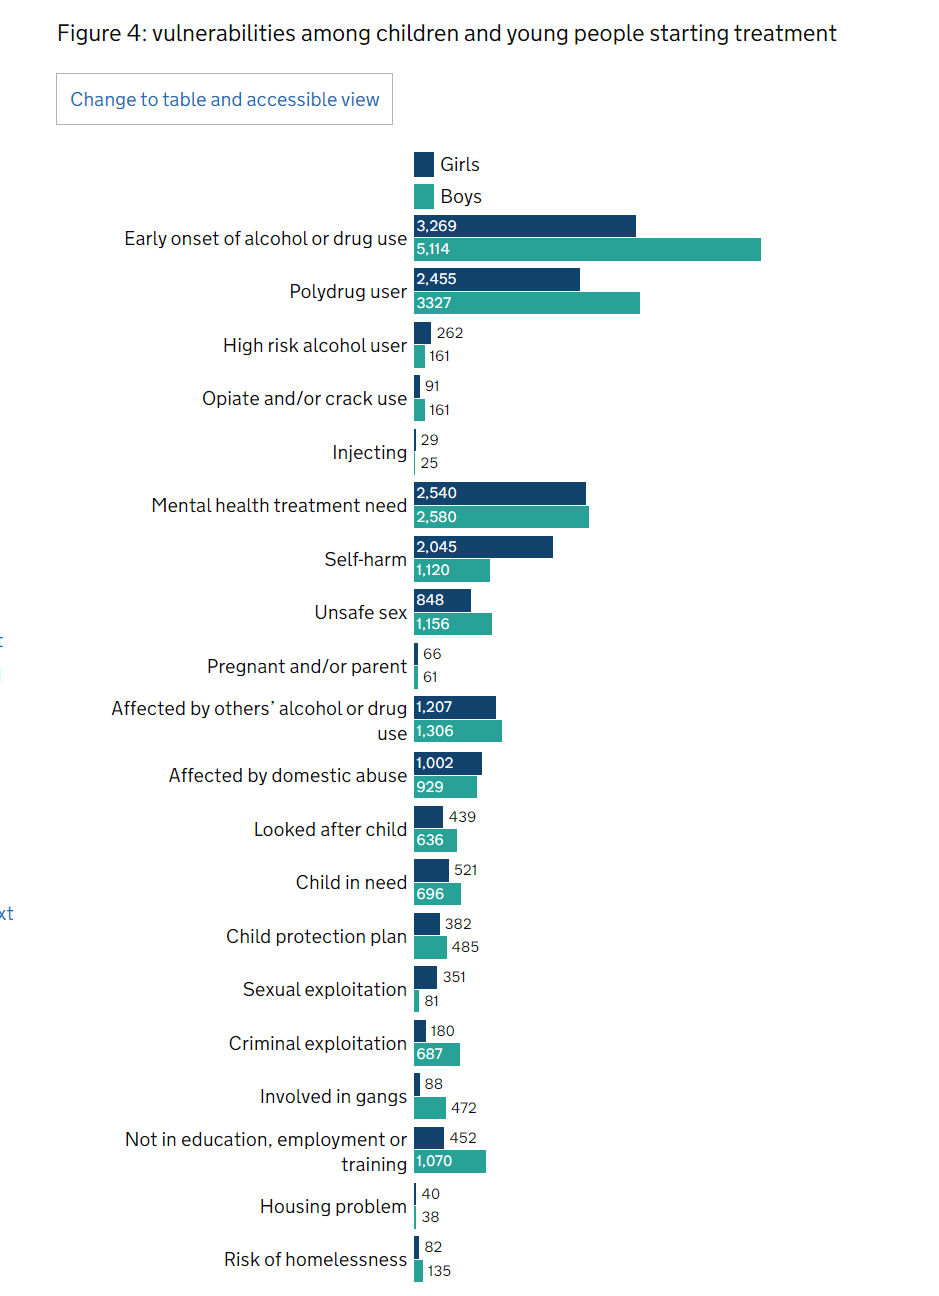 Figure 4: vulnerabilities among children and young people starting treatment
Change to table and accessible view
Girls
Boys
Early onset of alcohol or drug use
3,269
5,114
Polydrug user
2,455
3327
High risk alcohol user
262
161
Opiate and/or crack use
91
161
Injecting
29
25
Mental health treatment need
2,540
2,580
Self-harm
2,045
1,120
Unsafe sex
848
1,156
Pregnant and/or parent
66
61
Affected by others’ alcohol or drug
use
1,207
1,306
Affected by domestic abuse
1,002
929
Looked after child
439
636
Child in need
521
696
Child protection plan
382
485
Sexual exploitation
351
81
Criminal exploitation
180
687
Involved in gangs
88
472
Not in education, employment or
training
452
1,070
Housing problem
40
38
Risk of homelessness
82
135